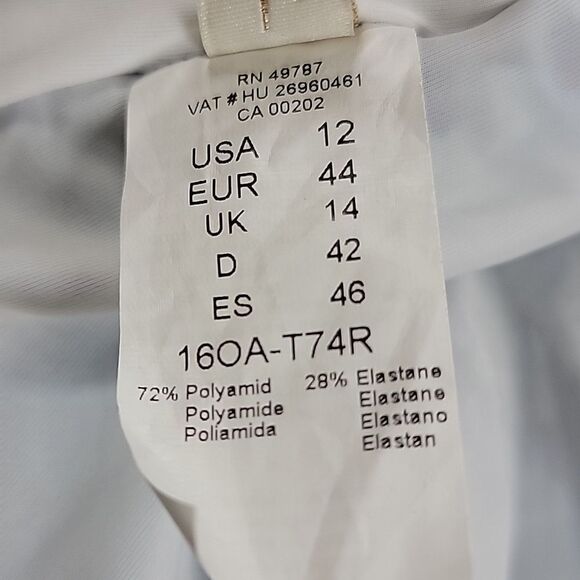 RN 49787
VAT # HU 26960461
CA 00202
USA 12
EUR 44
UK 14
D 42
ES 46
16OA-T74R
72% Polyamid 28% Elastane
Polyamide Elastane
Poliamida Elastano
Elastan